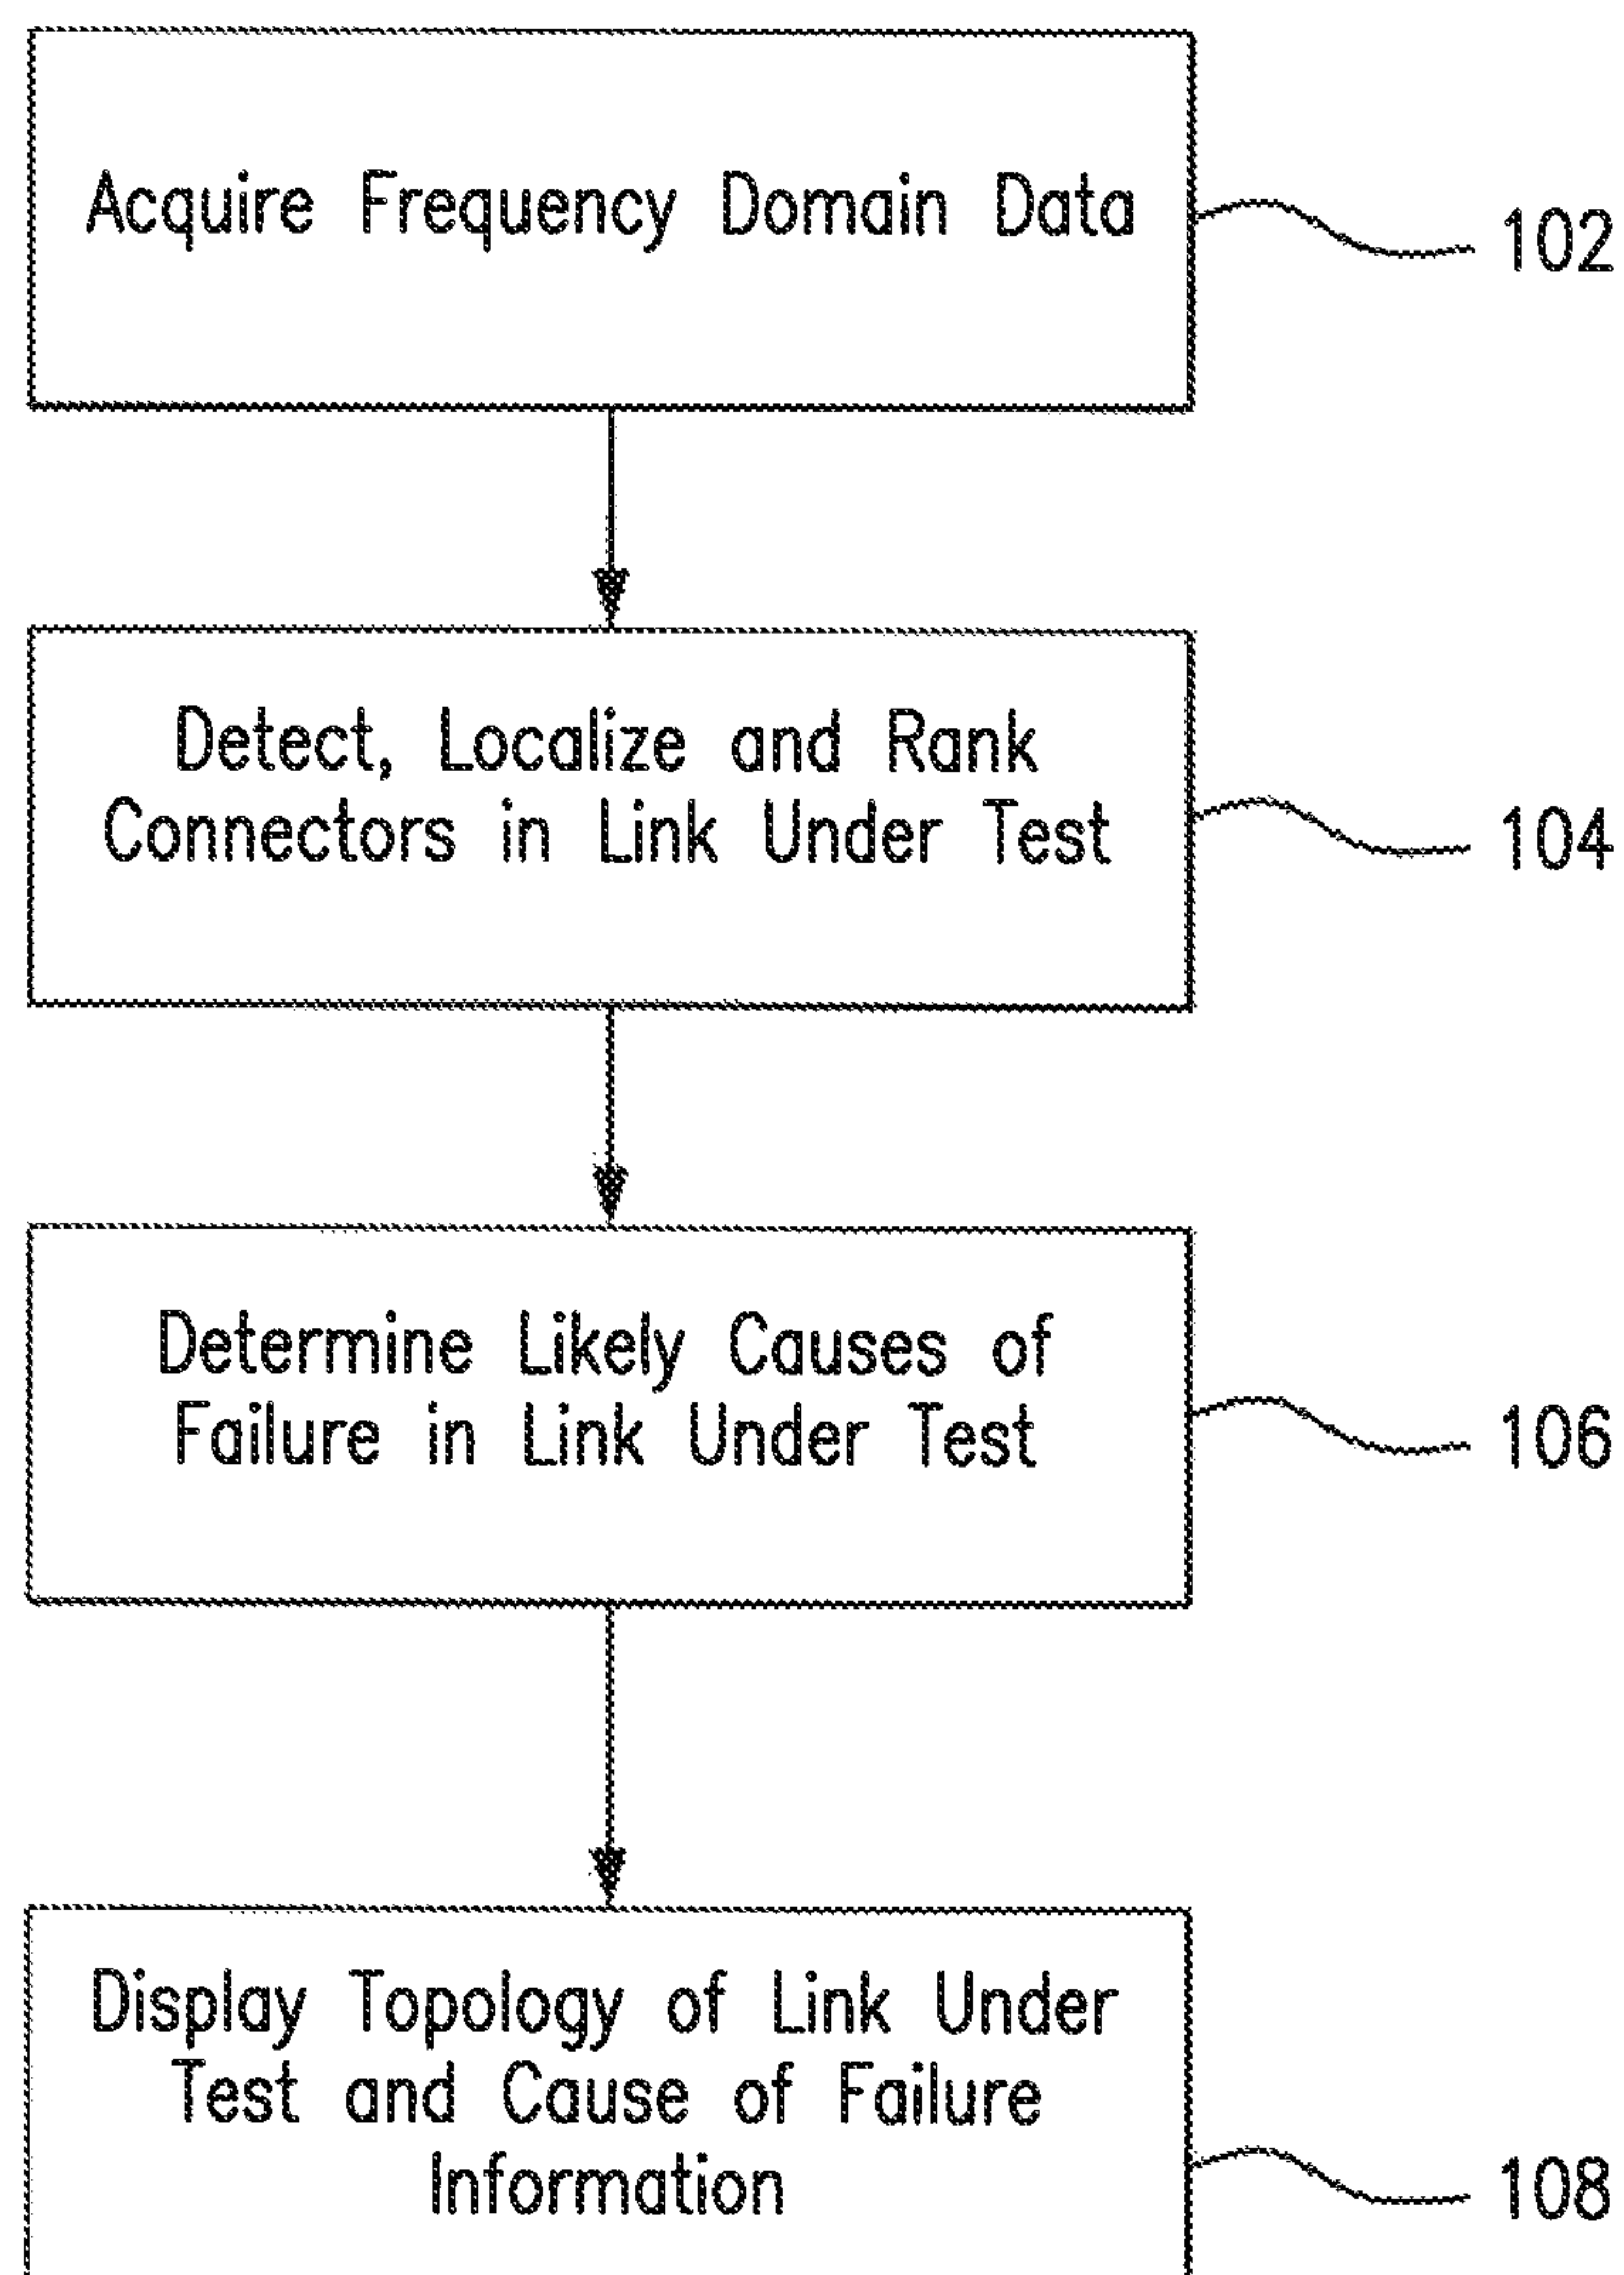 Acquire Frequency Domain Data
102
Detect, Localize and Rank
Connectors in Link Under Test
104
Determine Likely Causes of
Failure in Link Under Test
106
Display Topology of Link Under
Test and Cause of Failure
Information
108